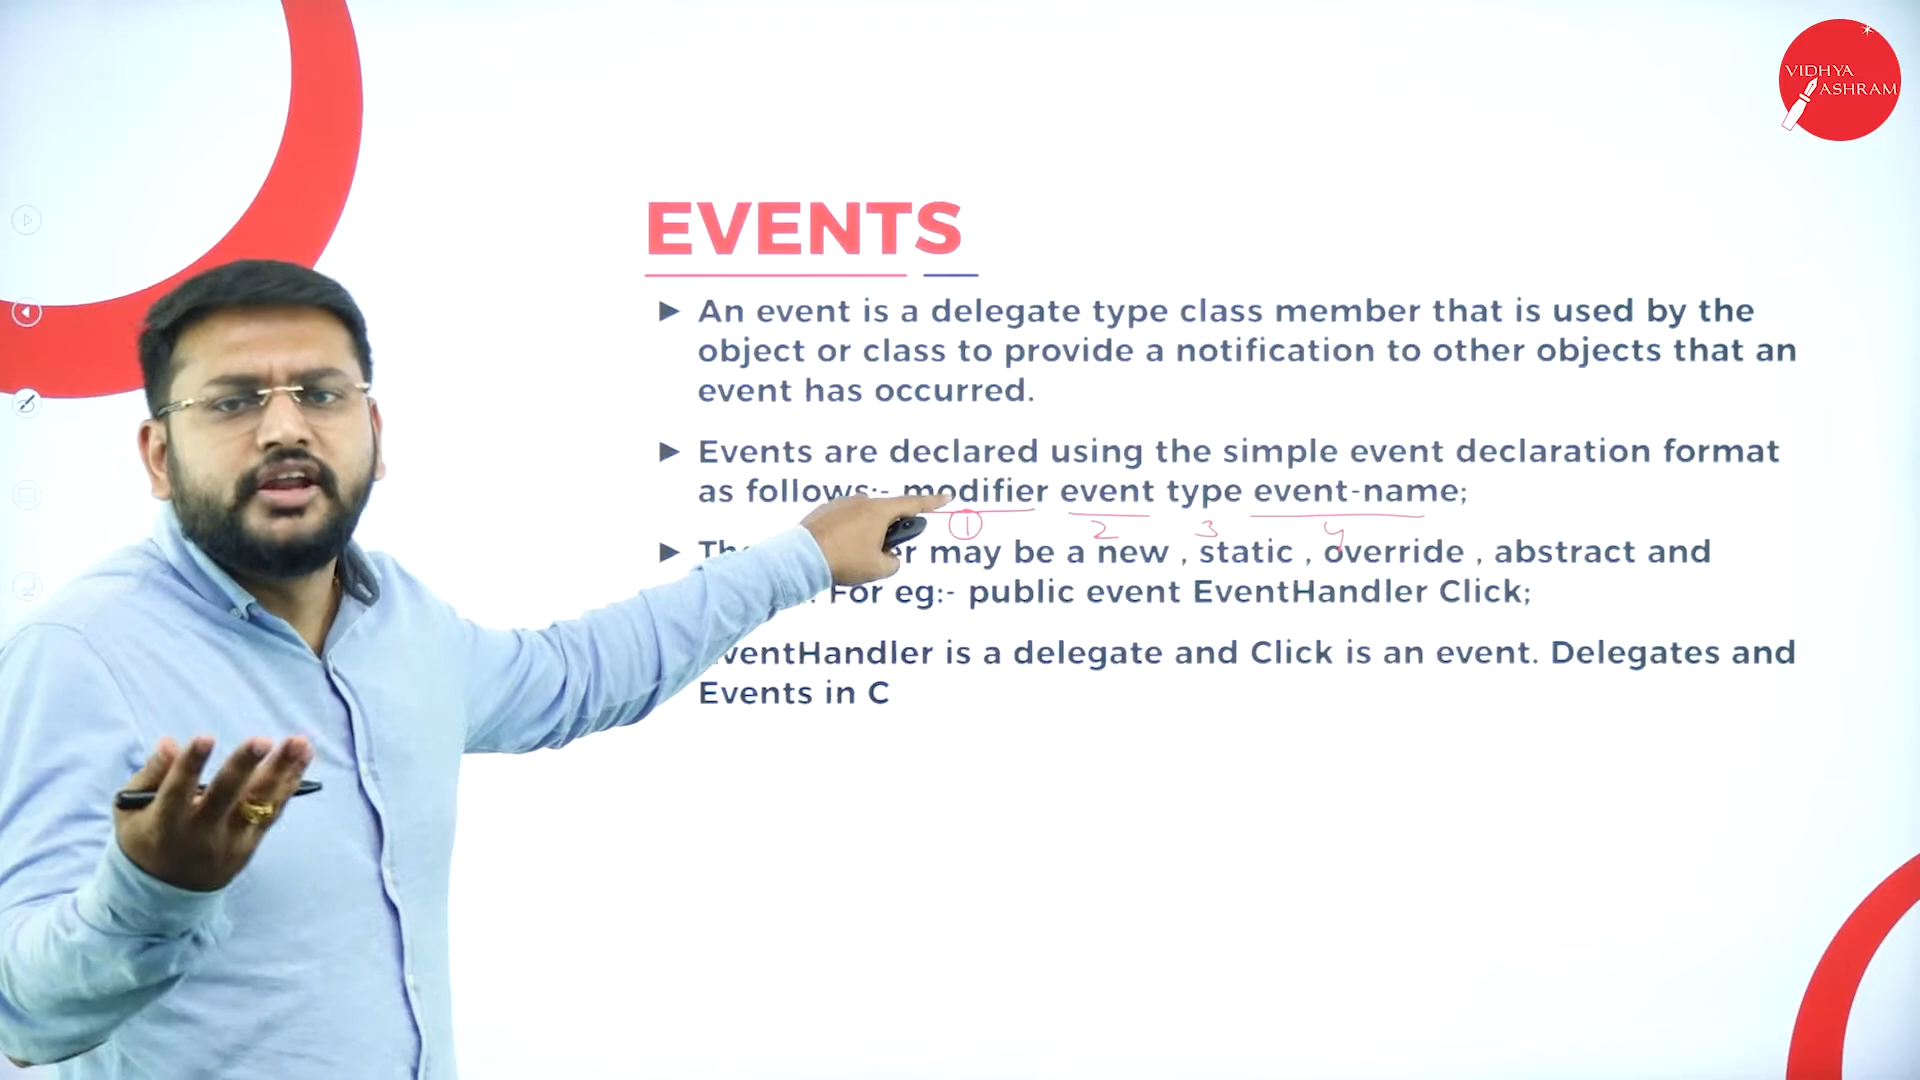 VIDHYA
ASHRAM
EVENTS
► An event is a delegate type class member that is used by the
object or class to provide a notification to other objects that an
event has occurred.
► Events are declared using the simple event declaration format
as follows:- modifier event type event-name;
1 2 3 4
► may be a new , static , override , abstract and
For eg:- public event EventHandler Click;
EventHandler is a delegate and Click is an event. Delegates and
Events in C